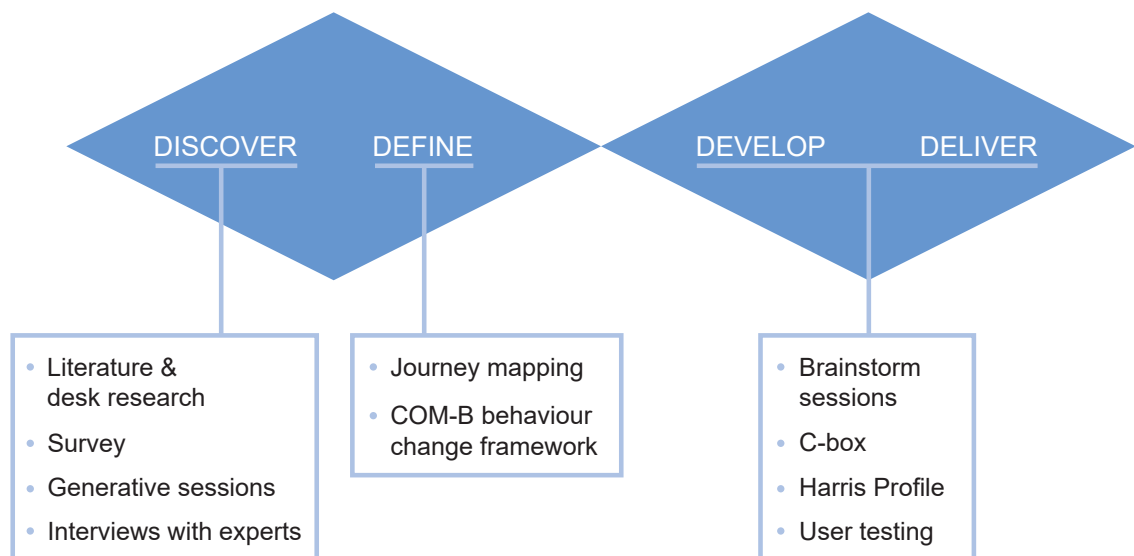 DISCOVER
DEFINE
DEVELOP
DELIVER
Literature &
desk research
Survey
Generative sessions
Interviews with experts
Journey mapping
COM-B behaviour
change framework
Brainstorm
sessions
C-box
Harris Profile
User testing